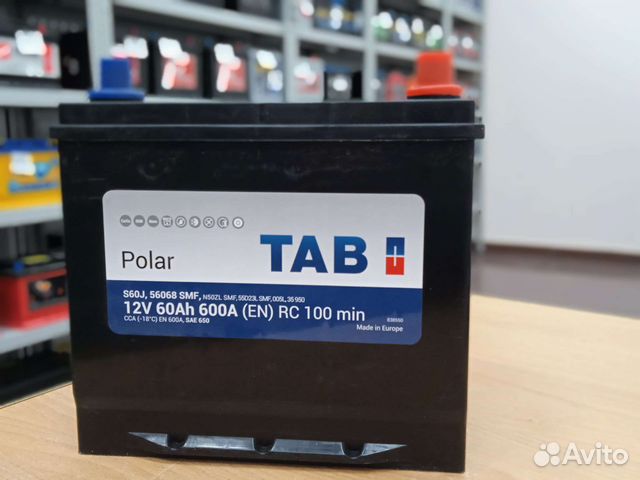 TAB
Polar
S60J, 56068 SMF, N50ZL SMF, 55D23L SMF, 005L, 35 950
12V 60Ah 600A (EN) RC 100 min
CCA (-18°C) EN 600A, SAE 650
Made in Europe
Avito